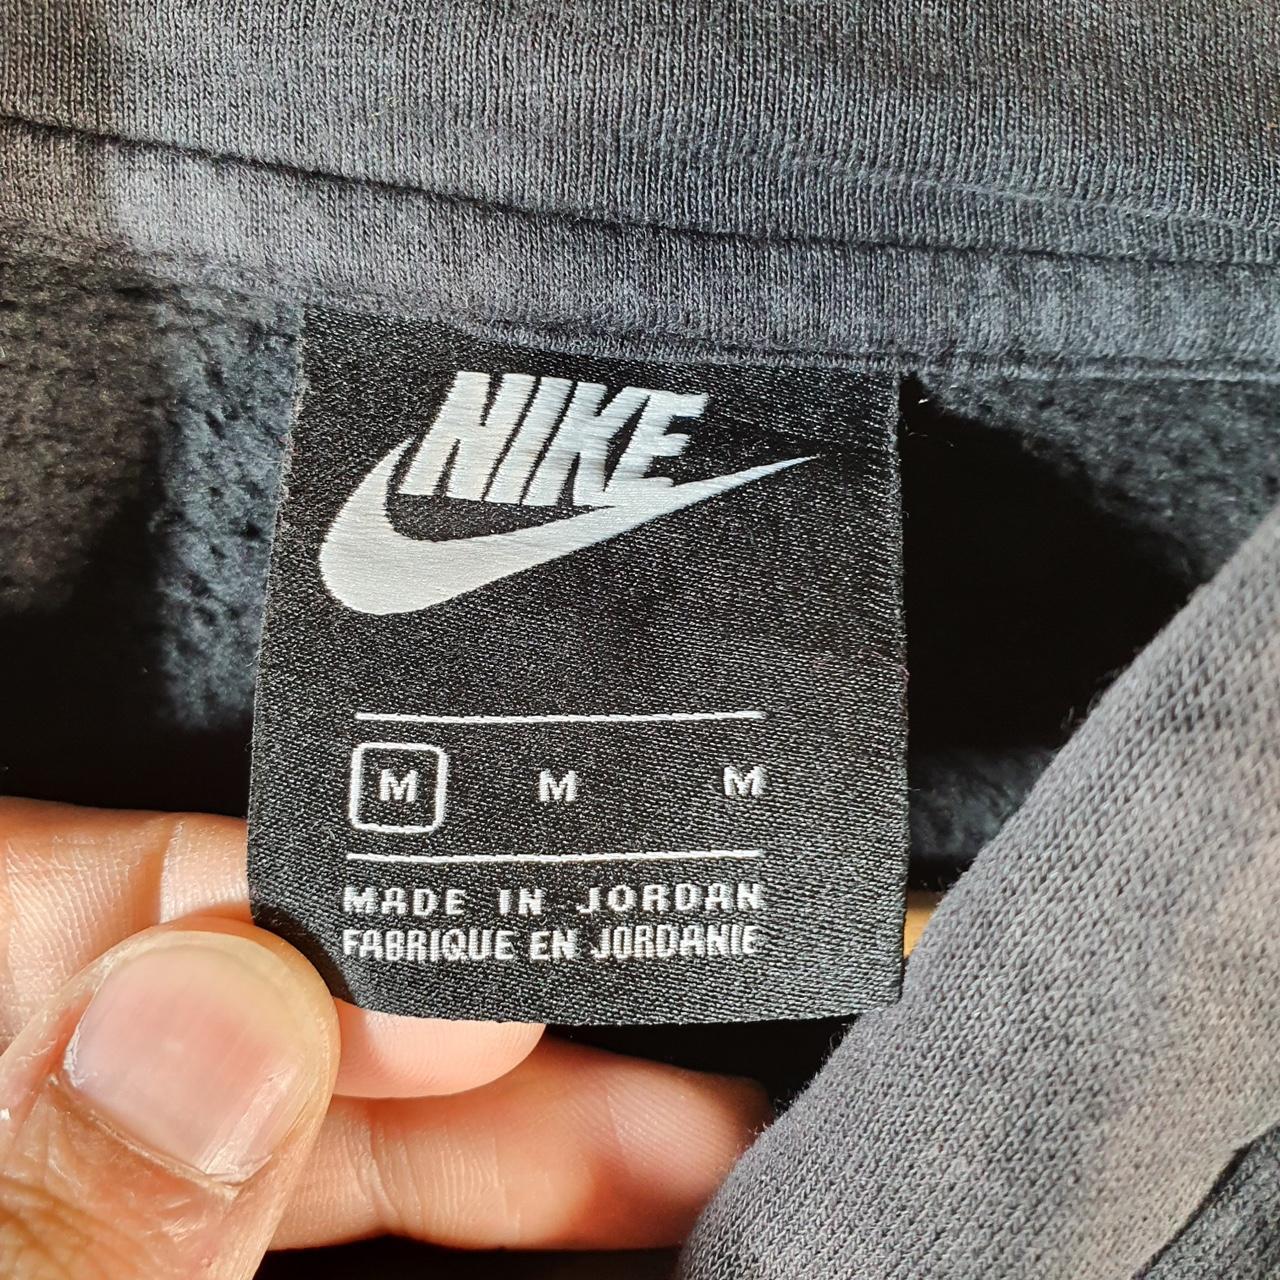 NIKE
M M M
MADE IN JORDAN
FABRIQUE EN JORDANIE